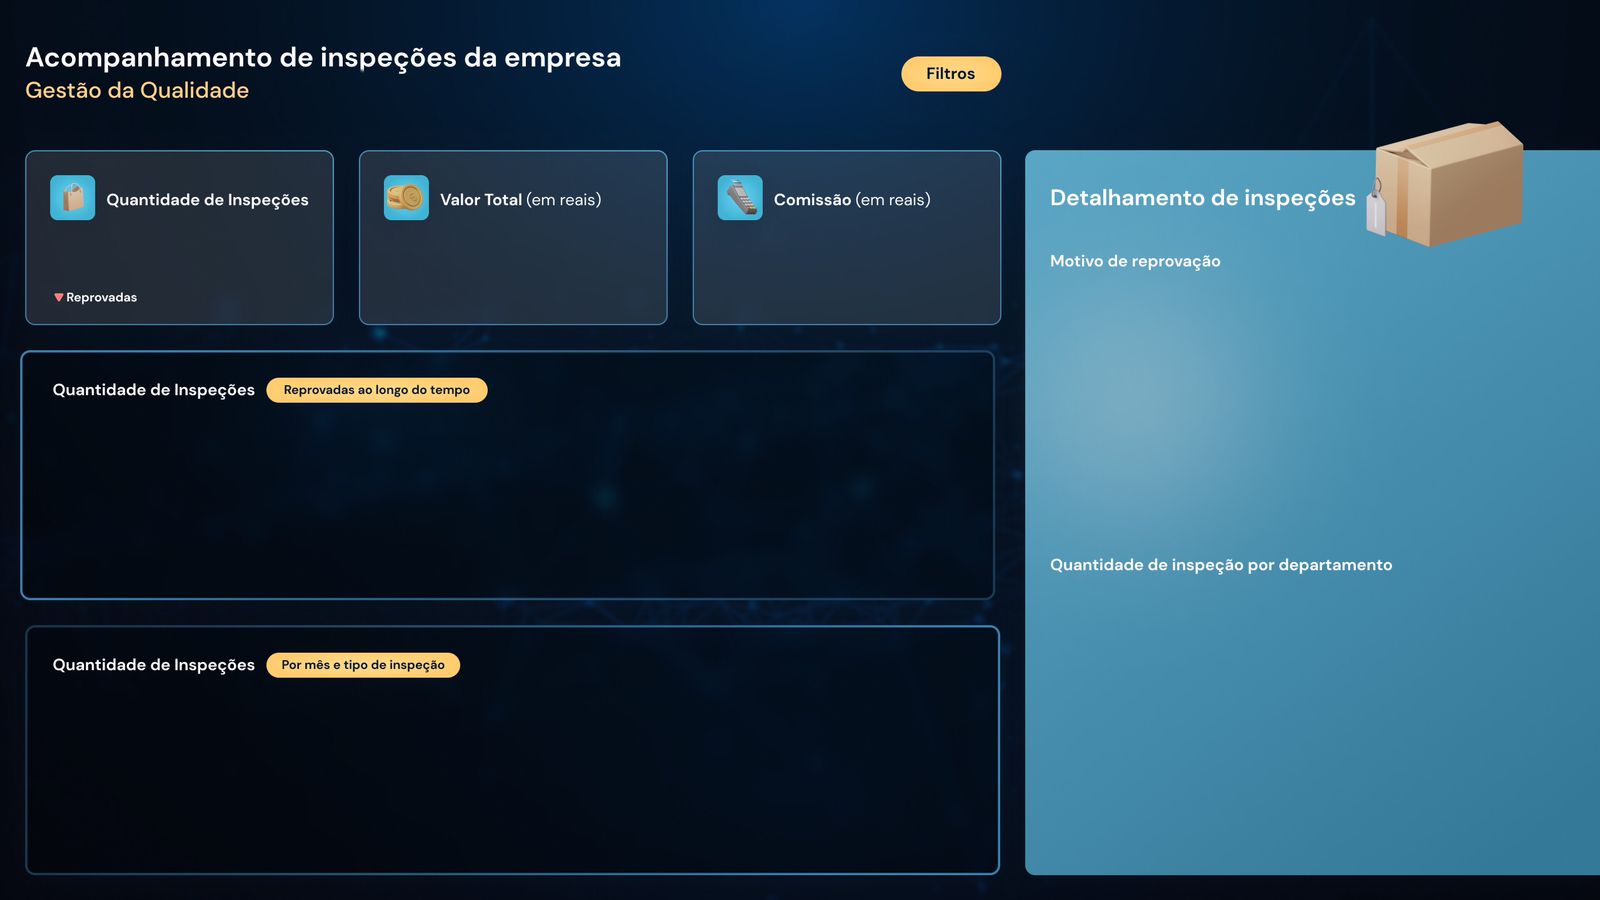 Acompanhamento de inspeções da empresa
Gestão da Qualidade
Filtros
Quantidade de Inspeções
Reprovadas
Valor Total (em reais)
Comissão (em reais)
Quantidade de Inspeções
Reprovadas ao longo do tempo
Quantidade de Inspeções
Por mês e tipo de inspeção
Detalhamento de inspeções
Motivo de reprovação
Quantidade de inspeção por departamento